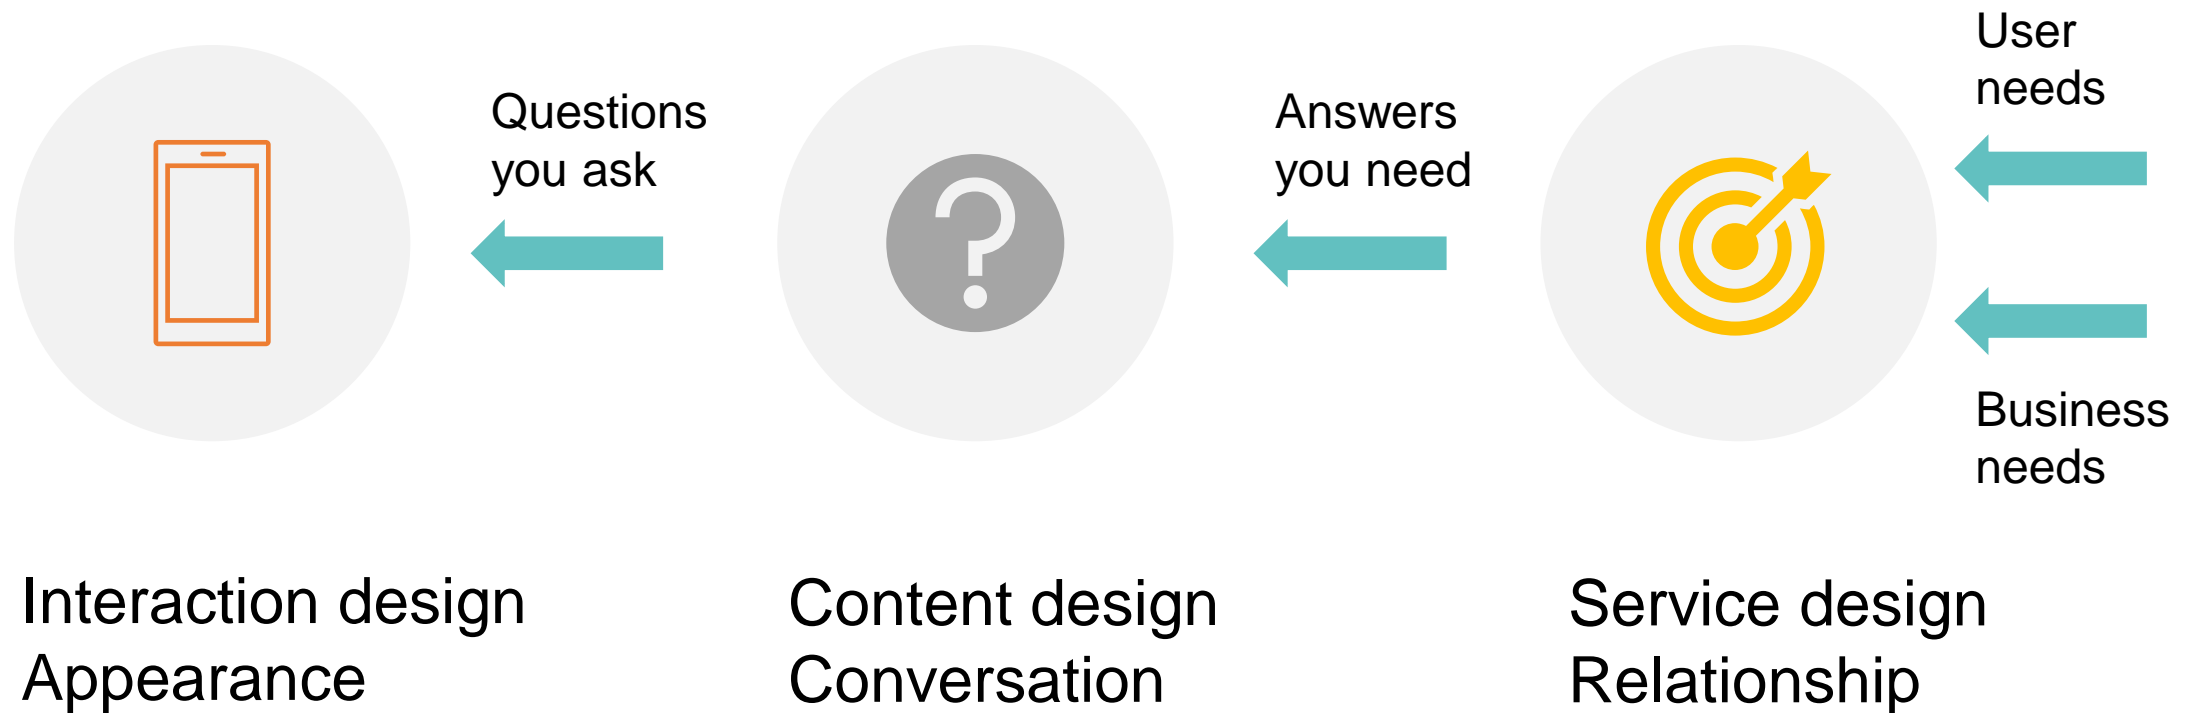 User
needs
Questions
you ask
Answers
you need
Business
needs
Interaction design
Appearance
Content design
Conversation
Service design
Relationship